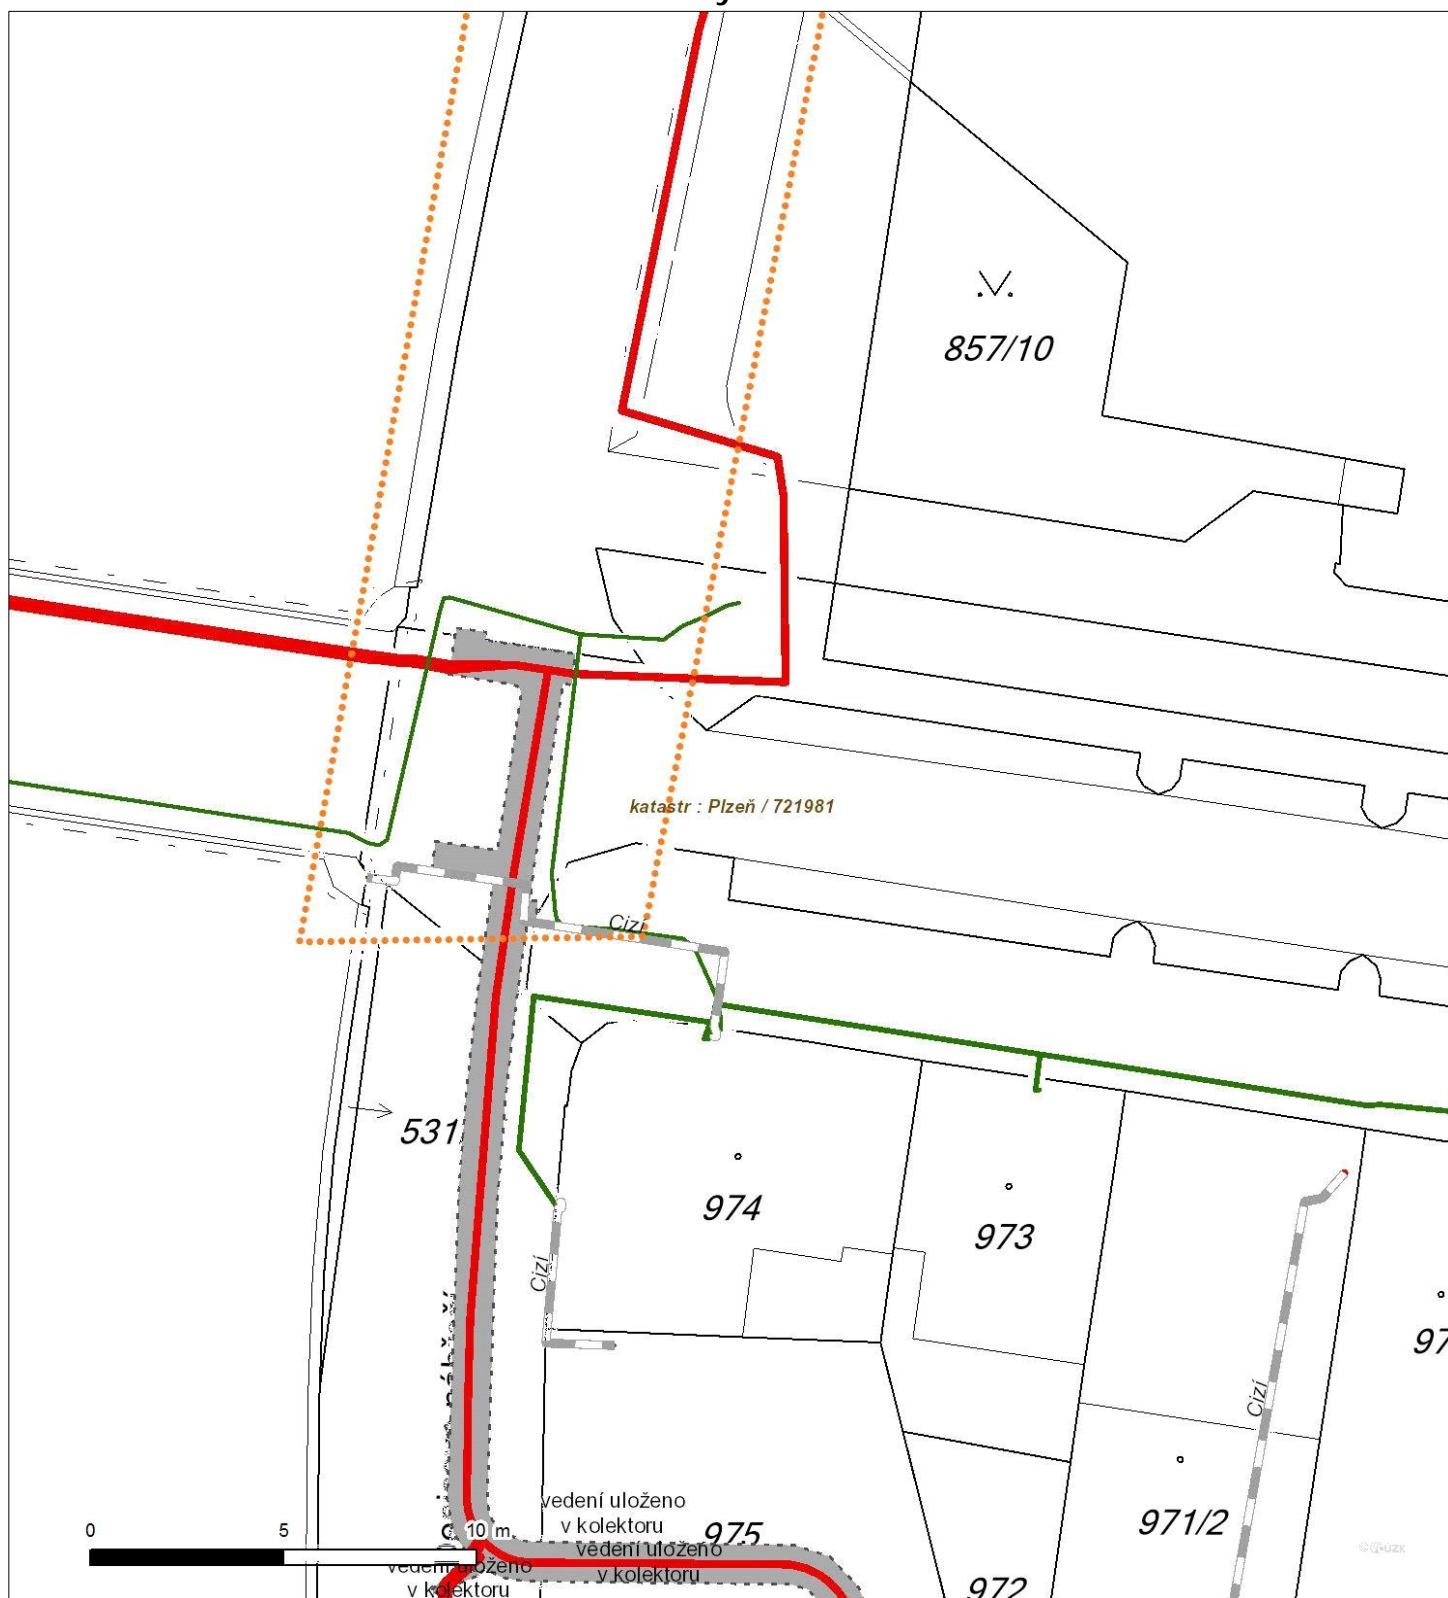 857/10
katastr : Plzeň / 721981
Cizí
531
974
973
Cizí
97
Cizí
vedení uloženo
v kolektoru
975
971/2
0
5
10 m
vedení uloženo
v kolektoru
vedení uloženo
v kolektoru
972